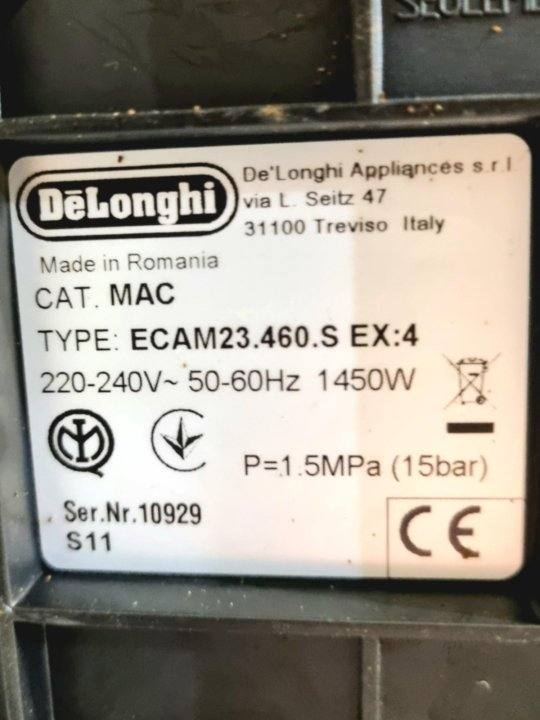 DēLonghi
De'Longhi Appliances s.r.l
via L. Seitz 47
31100 Treviso Italy
Made in Romania
CAT. MAC
TYPE: ECAM23.460.S EX:4
220-240V~ 50-60Hz 1450W
P=1.5MPa (15bar)
Ser.Nr.10929
S11
CE